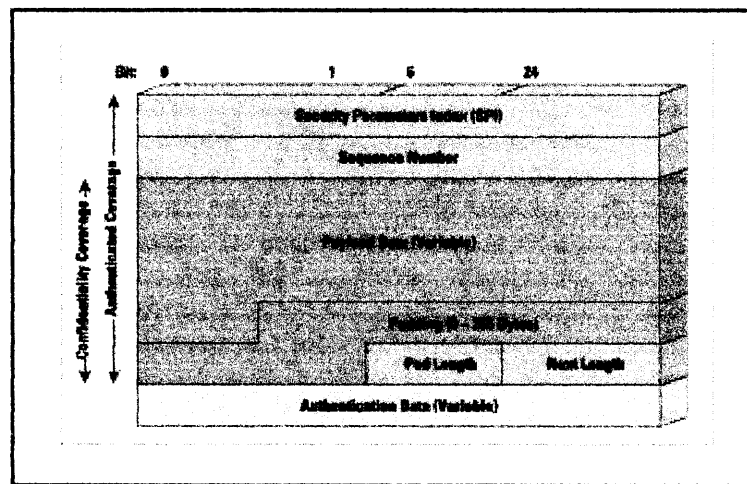 Bit: 0 1 6 24
Security Parameters Index (SPI)
Sequence Number
Payload Data (Variable)
Padding (0 – 255 Bytes)
Pad Length Next Length
Authentication Data (Variable)
Confidentiality Coverage
Authenticated Coverage